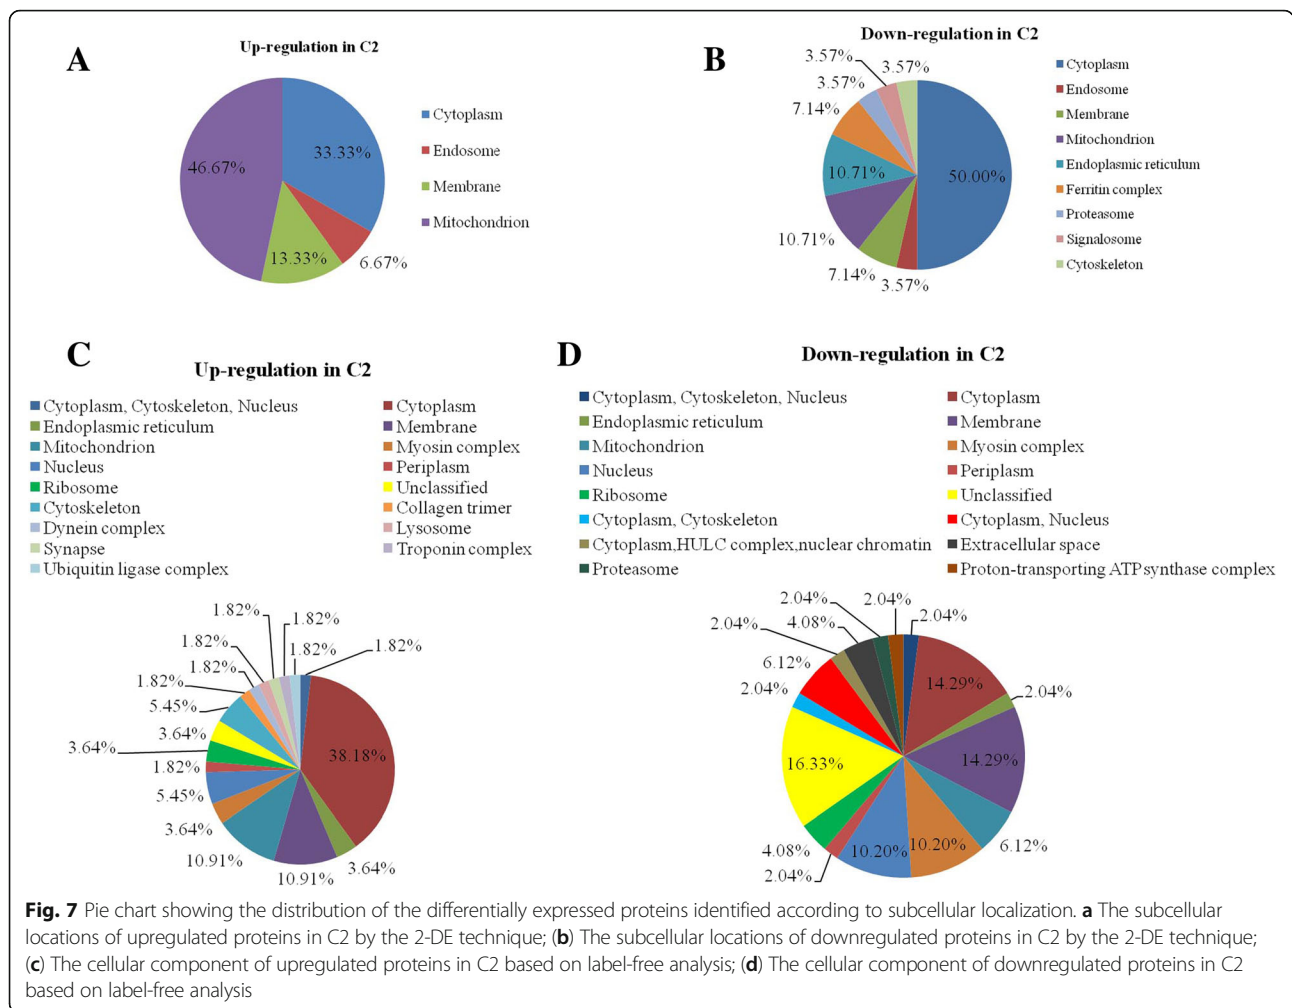 A
Up-regulation in C2
33.33%
6.67%
13.33%
46.67%
Cytoplasm
Endosome
Membrane
Mitochondrion
B
Down-regulation in C2
3.57%
3.57%
3.57%
7.14%
10.71%
50.00%
10.71%
7.14%
3.57%
Cytoplasm
Endosome
Membrane
Mitochondrion
Endoplasmic reticulum
Ferritin complex
Proteasome
Signalosome
Cytoskeleton
C
Up-regulation in C2
Cytoplasm, Cytoskeleton, Nucleus
Cytoplasm
Endoplasmic reticulum
Membrane
Mitochondrion
Myosin complex
Nucleus
Periplasm
Ribosome
Unclassified
Cytoskeleton
Collagen trimer
Dynein complex
Lysosome
Synapse
Troponin complex
Ubiquitin ligase complex
1.82%
1.82%
1.82%
1.82%
1.82%
1.82%
1.82%
5.45%
3.64%
3.64%
38.18%
1.82%
5.45%
3.64%
10.91%
10.91%
3.64%
D
Down-regulation in C2
Cytoplasm, Cytoskeleton, Nucleus
Cytoplasm
Endoplasmic reticulum
Membrane
Mitochondrion
Myosin complex
Nucleus
Periplasm
Ribosome
Unclassified
Cytoplasm, Cytoskeleton
Cytoplasm, Nucleus
Cytoplasm,HULC complex,nuclear chromatin
Extracellular space
Proteasome
Proton-transporting ATP synthase complex
2.04%
2.04%
2.04%
4.08%
2.04%
6.12%
2.04%
14.29%
2.04%
16.33%
14.29%
6.12%
10.20%
10.20%
4.08%
2.04%
Fig. 7 Pie chart showing the distribution of the differentially expressed proteins identified according to subcellular localization. a The subcellular
locations of upregulated proteins in C2 by the 2-DE technique; (b) The subcellular locations of downregulated proteins in C2 by the 2-DE technique;
(c) The cellular component of upregulated proteins in C2 based on label-free analysis; (d) The cellular component of downregulated proteins in C2
based on label-free analysis